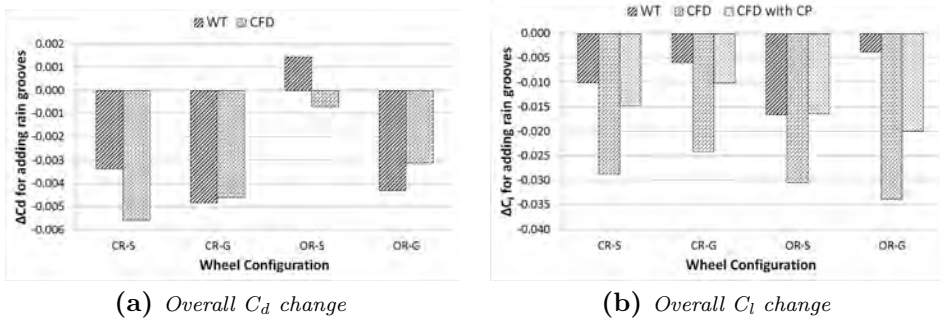 WT CFD
0.002
0.001
0.000
-0.001
-0.002
-0.003
-0.004
-0.005
-0.006
ΔCd for adding rain grooves
CR-S CR-G OR-S OR-G
Wheel Configuration
(a) Overall C_d change
WT CFD CFD with CP
0.000
-0.005
-0.010
-0.015
-0.020
-0.025
-0.030
-0.035
-0.040
ΔC_l for adding rain grooves
CR-S CR-G OR-S OR-G
Wheel Configuration
(b) Overall C_l change